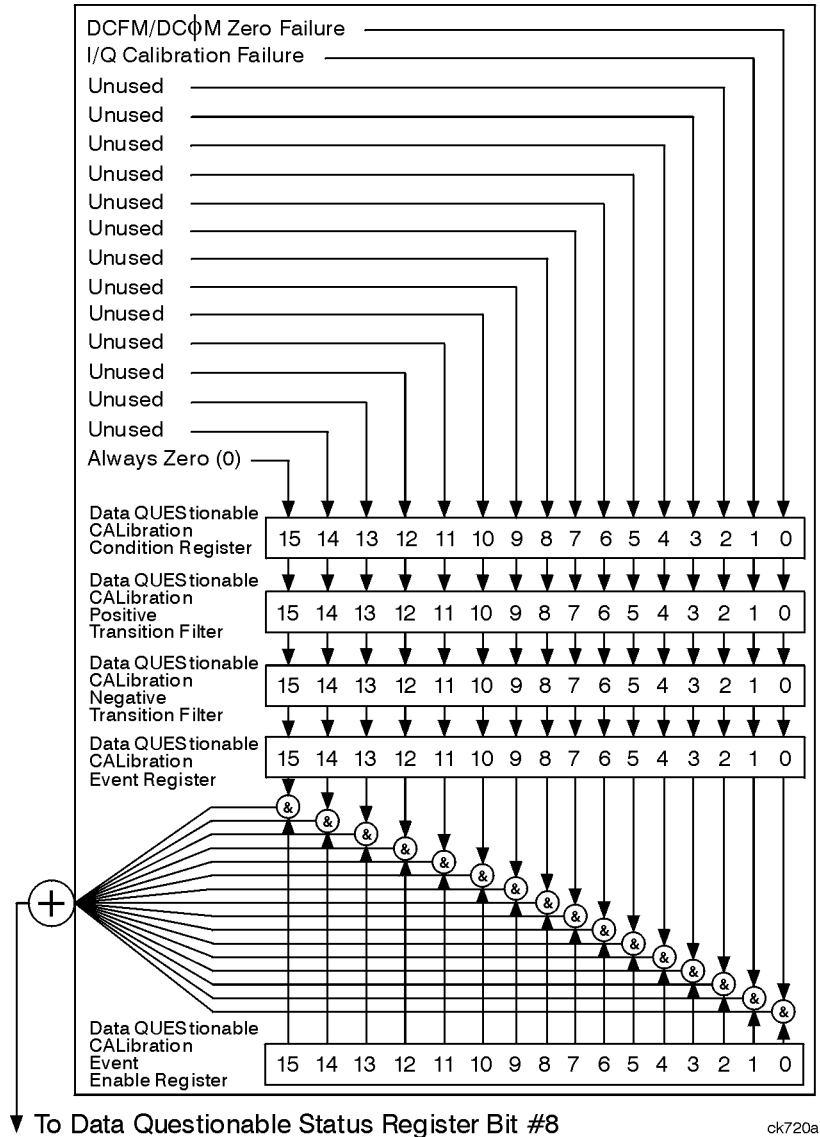 DCFM/DCϕM Zero Failure
I/Q Calibration Failure
Unused
Unused
Unused
Unused
Unused
Unused
Unused
Unused
Unused
Unused
Unused
Unused
Unused
Always Zero (0)
Data QUEStionable
CALibration
Condition Register
15 14 13 12 11 10 9 8 7 6 5 4 3 2 1 0
Data QUEStionable
CALibration
Positive
Transition Filter
15 14 13 12 11 10 9 8 7 6 5 4 3 2 1 0
Data QUEStionable
CALibration
Negative
Transition Filter
15 14 13 12 11 10 9 8 7 6 5 4 3 2 1 0
Data QUEStionable
CALibration
Event Register
15 14 13 12 11 10 9 8 7 6 5 4 3 2 1 0
& & & & & & & & & & & & & & & &
+
Data QUEStionable
CALibration
Event
Enable Register
15 14 13 12 11 10 9 8 7 6 5 4 3 2 1 0
To Data Questionable Status Register Bit #8
ck720a